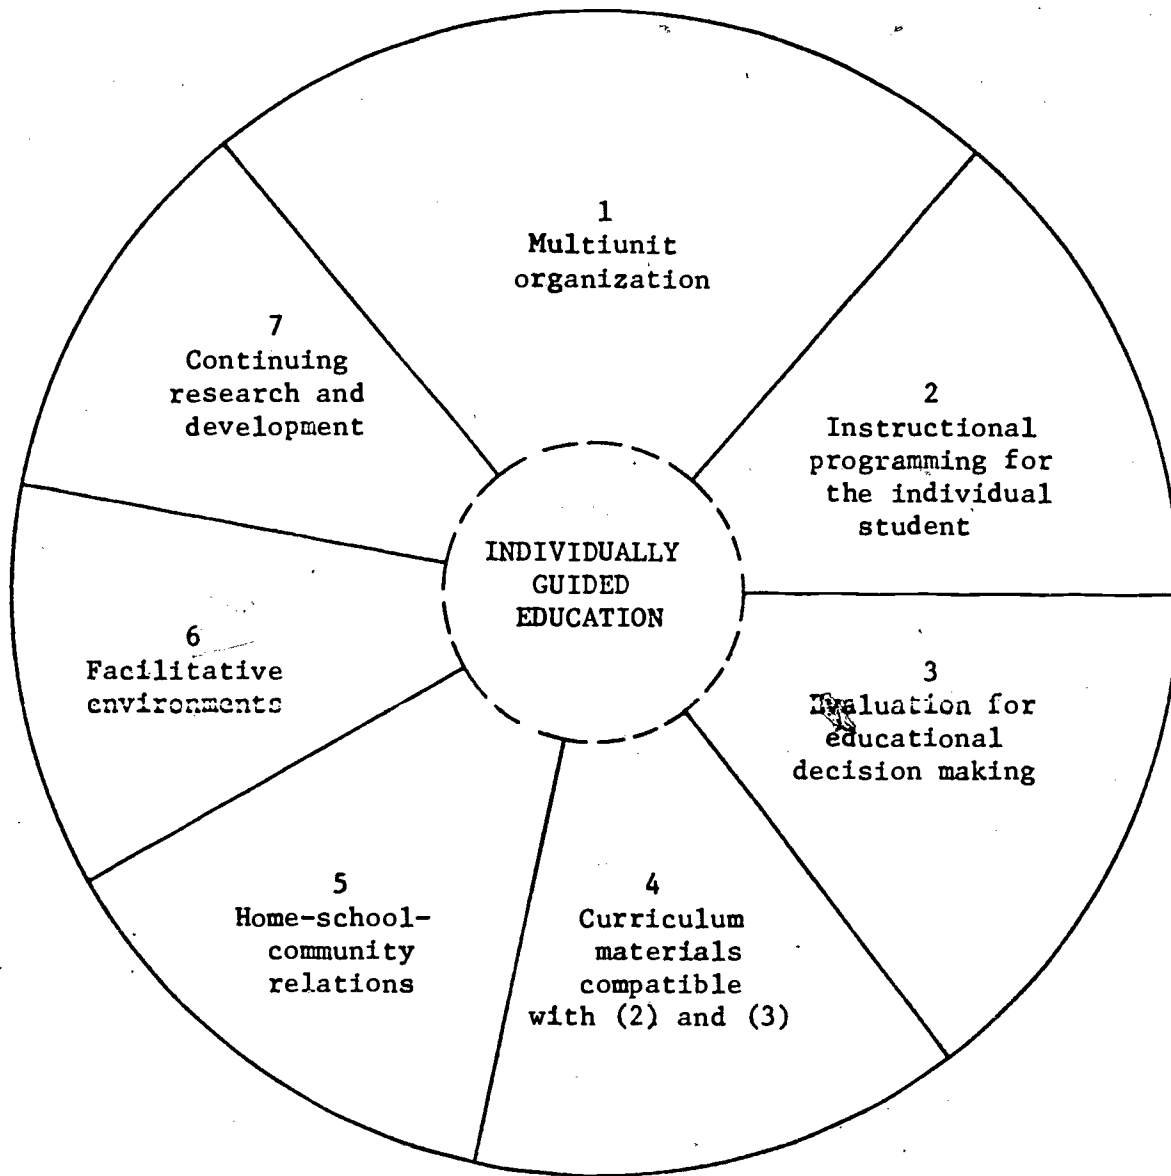 1
Multiunit
organization
2
Instructional
programming for
the individual
student
3
Evaluation for
educational
decision making
4
Curriculum
materials
compatible
with (2) and (3)
5
Home-school-
community
relations
6
Facilitative
environments
7
Continuing
research and
development
INDIVIDUALLY
GUIDED
EDUCATION